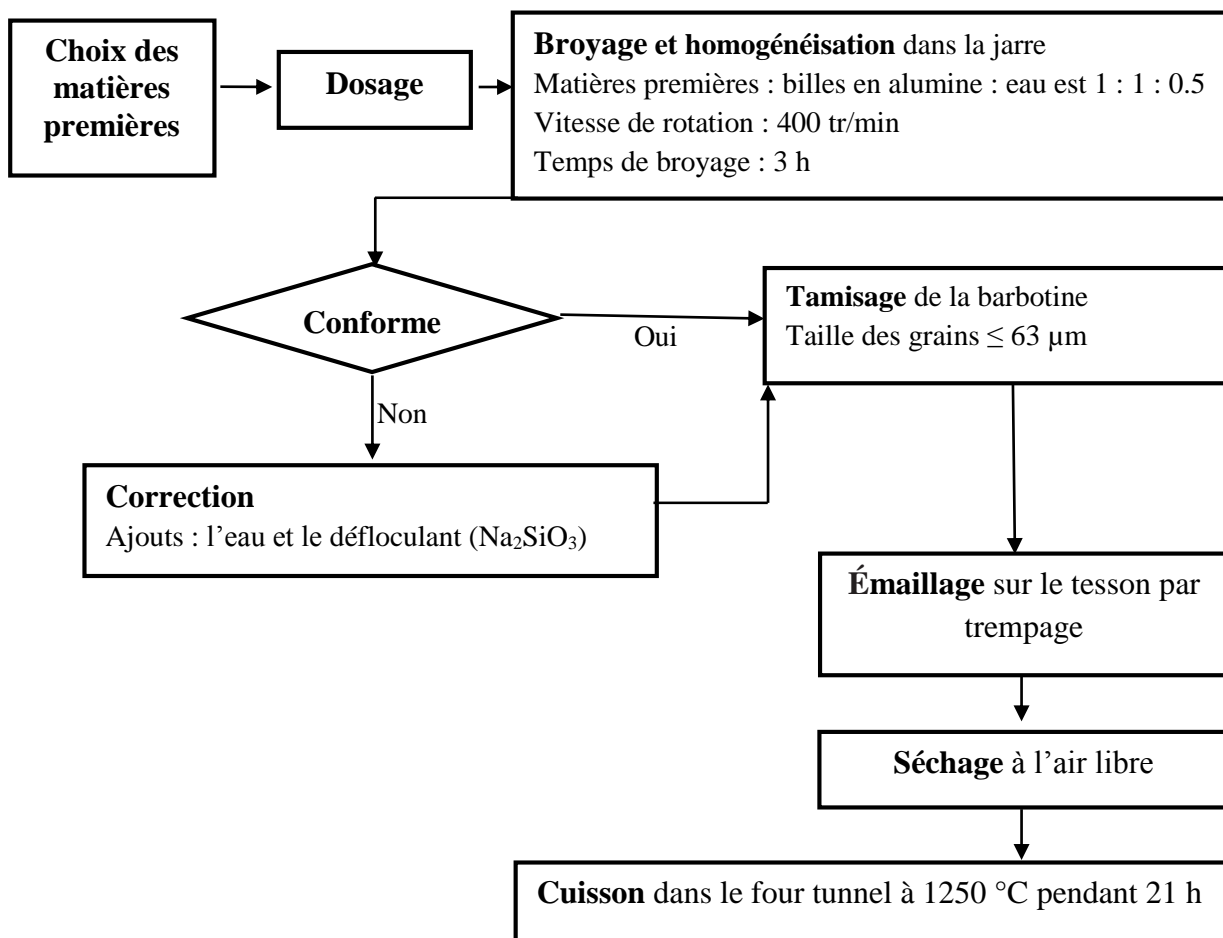 Choix des
matières
premières
Dosage
Broyage et homogénéisation dans la jarre
Matières premières : billes en alumine : eau est 1 : 1 : 0.5
Vitesse de rotation : 400 tr/min
Temps de broyage : 3 h
Conforme
Oui
Tamisage de la barbotine
Taille des grains ≤ 63 µm
Non
Correction
Ajouts : l’eau et le défloculant (Na₂SiO₃)
Émaillage sur le tesson par
trempage
Séchage à l’air libre
Cuisson dans le four tunnel à 1250 °C pendant 21 h